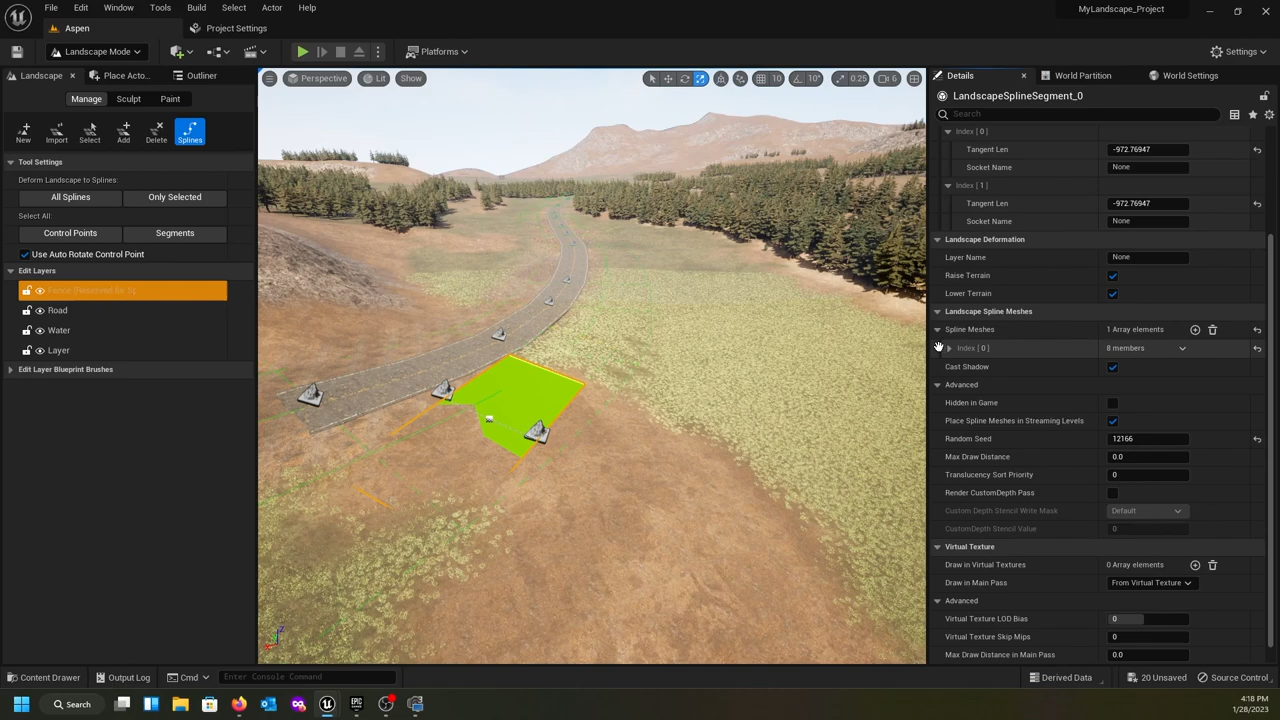 File Edit Window Tools Build Select Actor Help MyLandscape_Project
Aspen Project Settings
Landscape Mode Platforms Settings
Landscape Place Acto... Outliner Perspective Lit Show 10 10° 0.25 6 Details World Partition World Settings
Manage Sculpt Paint LandscapeSplineSegment_0
Search
New Import Select Add Delete Splines
Index [ 0 ]
Tangent Len -972.76947
Tool Settings
Socket Name None
Deform Landscape to Splines:
Index [ 1 ]
All Splines Only Selected
Tangent Len -972.76947
Select All:
Socket Name None
Control Points Segments
Landscape Deformation
Use Auto Rotate Control Point
Layer Name None
Edit Layers
Raise Terrain
Fence (Reserved for S
Lower Terrain
Road
Landscape Spline Meshes
Water
Spline Meshes 1 Array elements
Layer
Index [ 0 ] 8 members
Edit Layer Blueprint Brushes
Cast Shadow
Advanced
Hidden in Game
Place Spline Meshes in Streaming Levels
Random Seed 12166
Max Draw Distance 0.0
Translucency Sort Priority 0
Render CustomDepth Pass
Custom Depth Stencil Write Mask Default
CustomDepth Stencil Value 0
Virtual Texture
Draw in Virtual Textures 0 Array elements
Draw in Main Pass From Virtual Texture
Advanced
Virtual Texture LOD Bias 0
Virtual Texture Skip Mips 0
Max Draw Distance in Main Pass 0.0
Content Drawer Output Log Cmd Enter Console Command Derived Data 20 Unsaved Source Control
Search 4:18 PM
1/28/2023